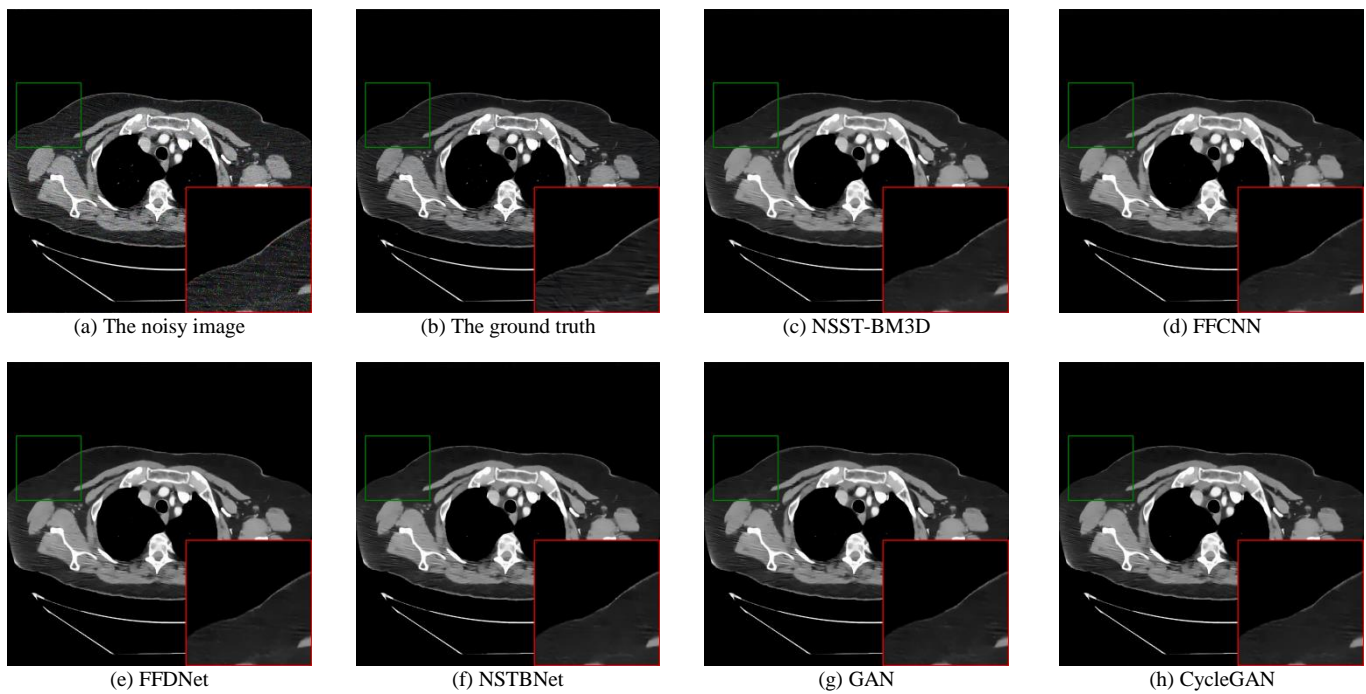 (a) The noisy image
(b) The ground truth
(c) NSST-BM3D
(d) FFCNN
(e) FFDNet
(f) NSTBNet
(g) GAN
(h) CycleGAN